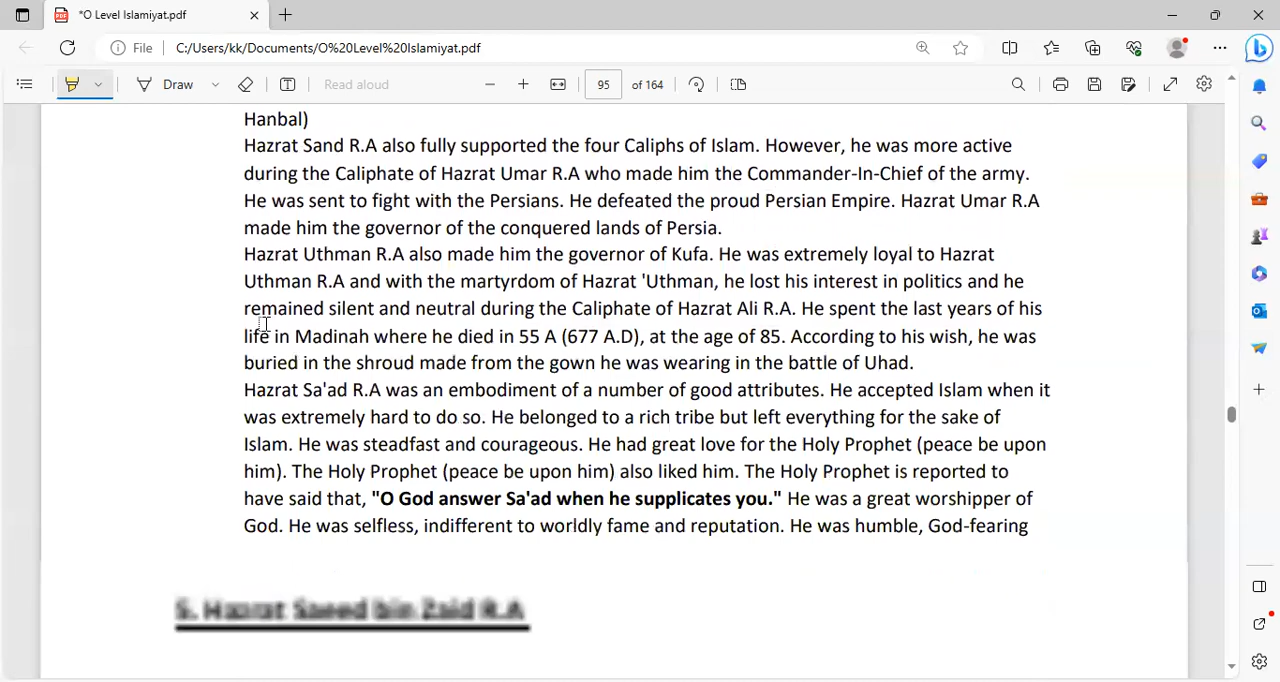 *O Level Islamiyat.pdf
File C:/Users/kk/Documents/O%20Level%20Islamiyat.pdf
Draw Read aloud 95 of 164
Hanbal)
Hazrat Sand R.A also fully supported the four Caliphs of Islam. However, he was more active
during the Caliphate of Hazrat Umar R.A who made him the Commander-In-Chief of the army.
He was sent to fight with the Persians. He defeated the proud Persian Empire. Hazrat Umar R.A
made him the governor of the conquered lands of Persia.
Hazrat Uthman R.A also made him the governor of Kufa. He was extremely loyal to Hazrat
Uthman R.A and with the martyrdom of Hazrat 'Uthman, he lost his interest in politics and he
remained silent and neutral during the Caliphate of Hazrat Ali R.A. He spent the last years of his
life in Madinah where he died in 55 A (677 A.D), at the age of 85. According to his wish, he was
buried in the shroud made from the gown he was wearing in the battle of Uhad.
Hazrat Sa'ad R.A was an embodiment of a number of good attributes. He accepted Islam when it
was extremely hard to do so. He belonged to a rich tribe but left everything for the sake of
Islam. He was steadfast and courageous. He had great love for the Holy Prophet (peace be upon
him). The Holy Prophet (peace be upon him) also liked him. The Holy Prophet is reported to
have said that, "O God answer Sa'ad when he supplicates you." He was a great worshipper of
God. He was selfless, indifferent to worldly fame and reputation. He was humble, God-fearing
5. Hazrat Saeed bin Zaid R.A